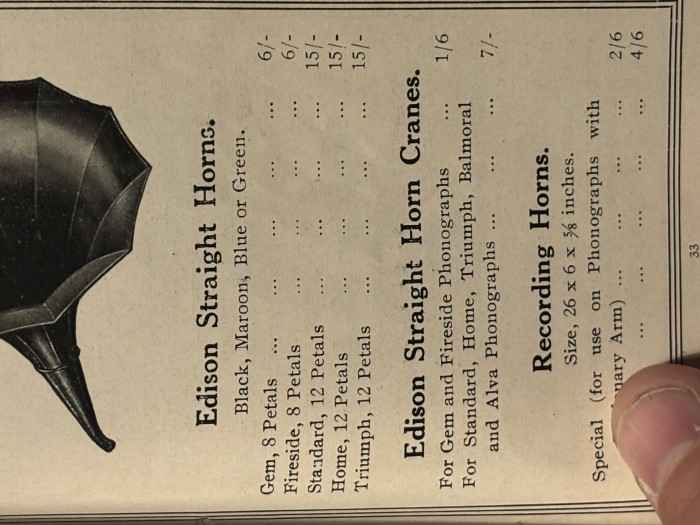 Edison Straight Horns.
Black, Maroon, Blue or Green.
Gem, 8 Petals ... ... ... ... 6/-
Fireside, 8 Petals ... ... ... ... 6/-
Standard, 12 Petals ... ... ... ... 15/-
Home, 12 Petals ... ... ... ... 15/-
Triumph, 12 Petals ... ... ... ... 15/-
Edison Straight Horn Cranes.
For Gem and Fireside Phonographs ... 1/6
For Standard, Home, Triumph, Balmoral
and Alva Phonographs ... ... ... ... 7/-
Recording Horns.
Size, 26 x 6 x ⅝ inches.
Special (for use on Phonographs with
Arm) ... ... ... ... 2/6
... ... ... ... 4/6
33